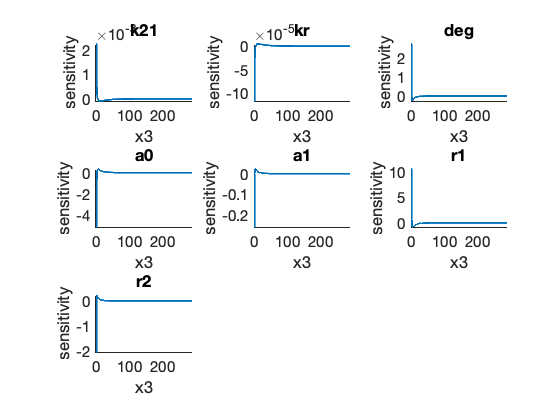 ×10⁻ k21
sensitivity
2
1
0
0 100 200
x3
×10⁻⁵ kr
sensitivity
0
-5
-10
0 100 200
x3
deg
sensitivity
2
1
0
0 100 200
x3
a0
sensitivity
0
-2
-4
0 100 200
x3
a1
sensitivity
0
-0.1
-0.2
0 100 200
x3
r1
sensitivity
10
5
0
0 100 200
x3
r2
sensitivity
0
-1
-2
0 100 200
x3